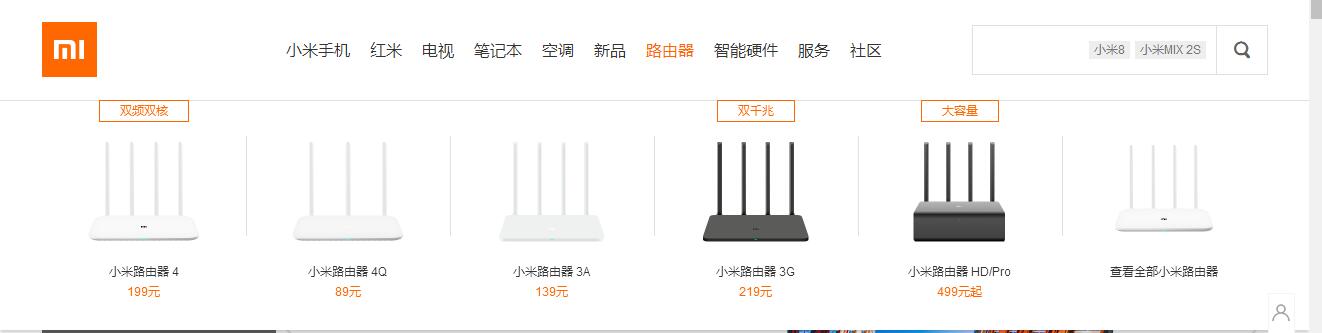 mi
小米手机 红米 电视 笔记本 空调 新品 路由器 智能硬件 服务 社区
小米8 小米MIX 2S
双频双核 双千兆 大容量
小米路由器 4 小米路由器 4Q 小米路由器 3A 小米路由器 3G 小米路由器 HD/Pro 查看全部小米路由器
199元 89元 139元 219元 499元起